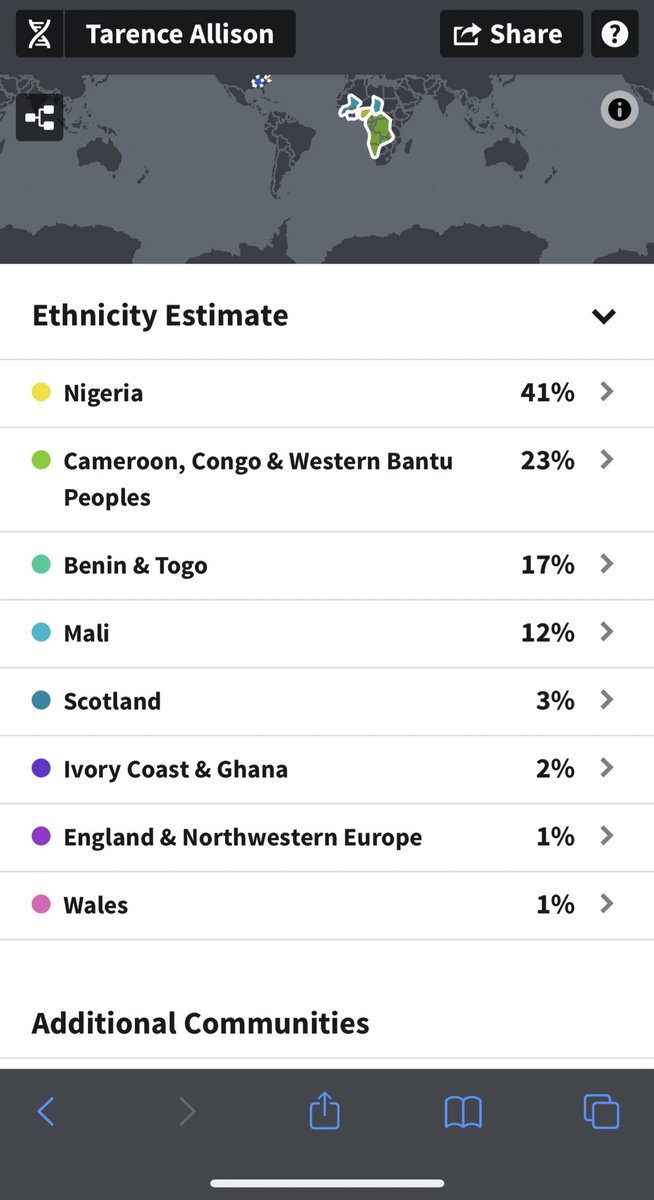 Tarence Allison
Share
?
i
Ethnicity Estimate
Nigeria 41%
Cameroon, Congo & Western Bantu 23%
Peoples
Benin & Togo 17%
Mali 12%
Scotland 3%
Ivory Coast & Ghana 2%
England & Northwestern Europe 1%
Wales 1%
Additional Communities